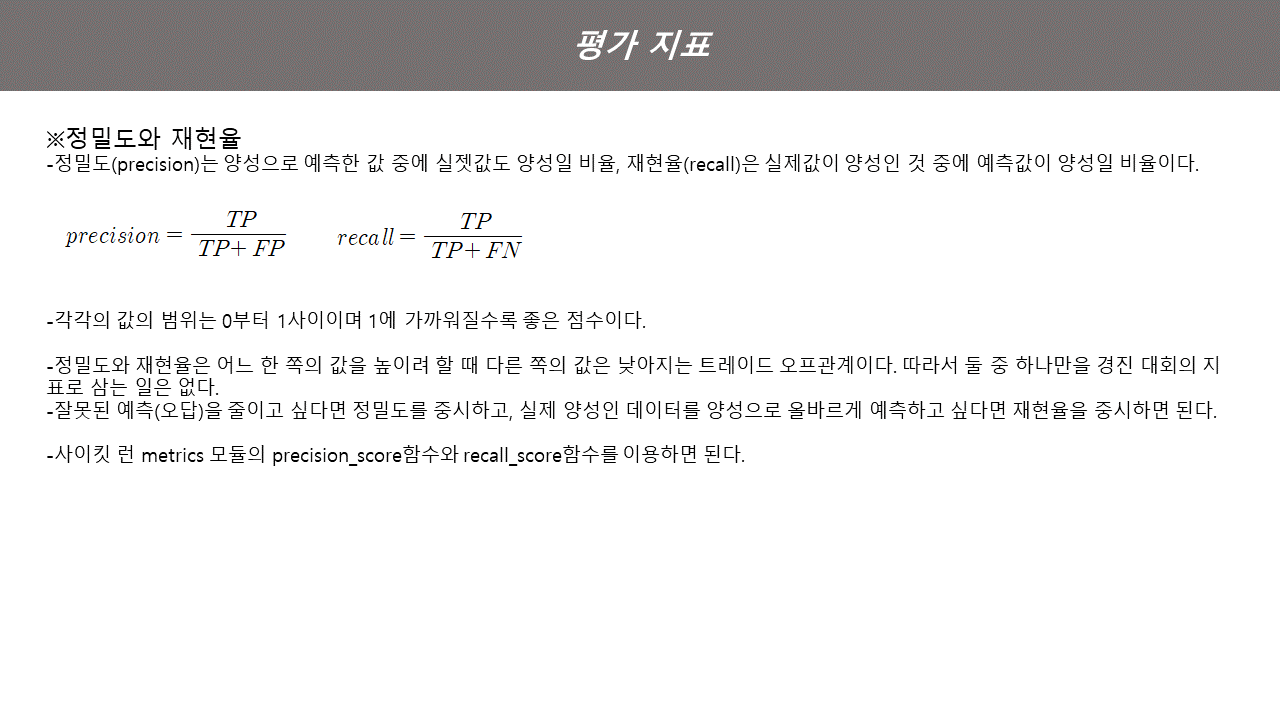 평가 지표
※정밀도와 재현율
-정밀도(precision)는 양성으로 예측한 값 중에 실젯값도 양성일 비율, 재현율(recall)은 실제값이 양성인 것 중에 예측값이 양성일 비율이다.
precision = TP / (TP + FP) recall = TP / (TP + FN)
-각각의 값의 범위는 0부터 1사이이며 1에 가까워질수록 좋은 점수이다.
-정밀도와 재현율은 어느 한 쪽의 값을 높이려 할 때 다른 쪽의 값은 낮아지는 트레이드 오프관계이다. 따라서 둘 중 하나만을 경진 대회의 지
표로 삼는 일은 없다.
-잘못된 예측(오답)을 줄이고 싶다면 정밀도를 중시하고, 실제 양성인 데이터를 양성으로 올바르게 예측하고 싶다면 재현율을 중시하면 된다.
-사이킷 런 metrics 모듈의 precision_score함수와 recall_score함수를 이용하면 된다.